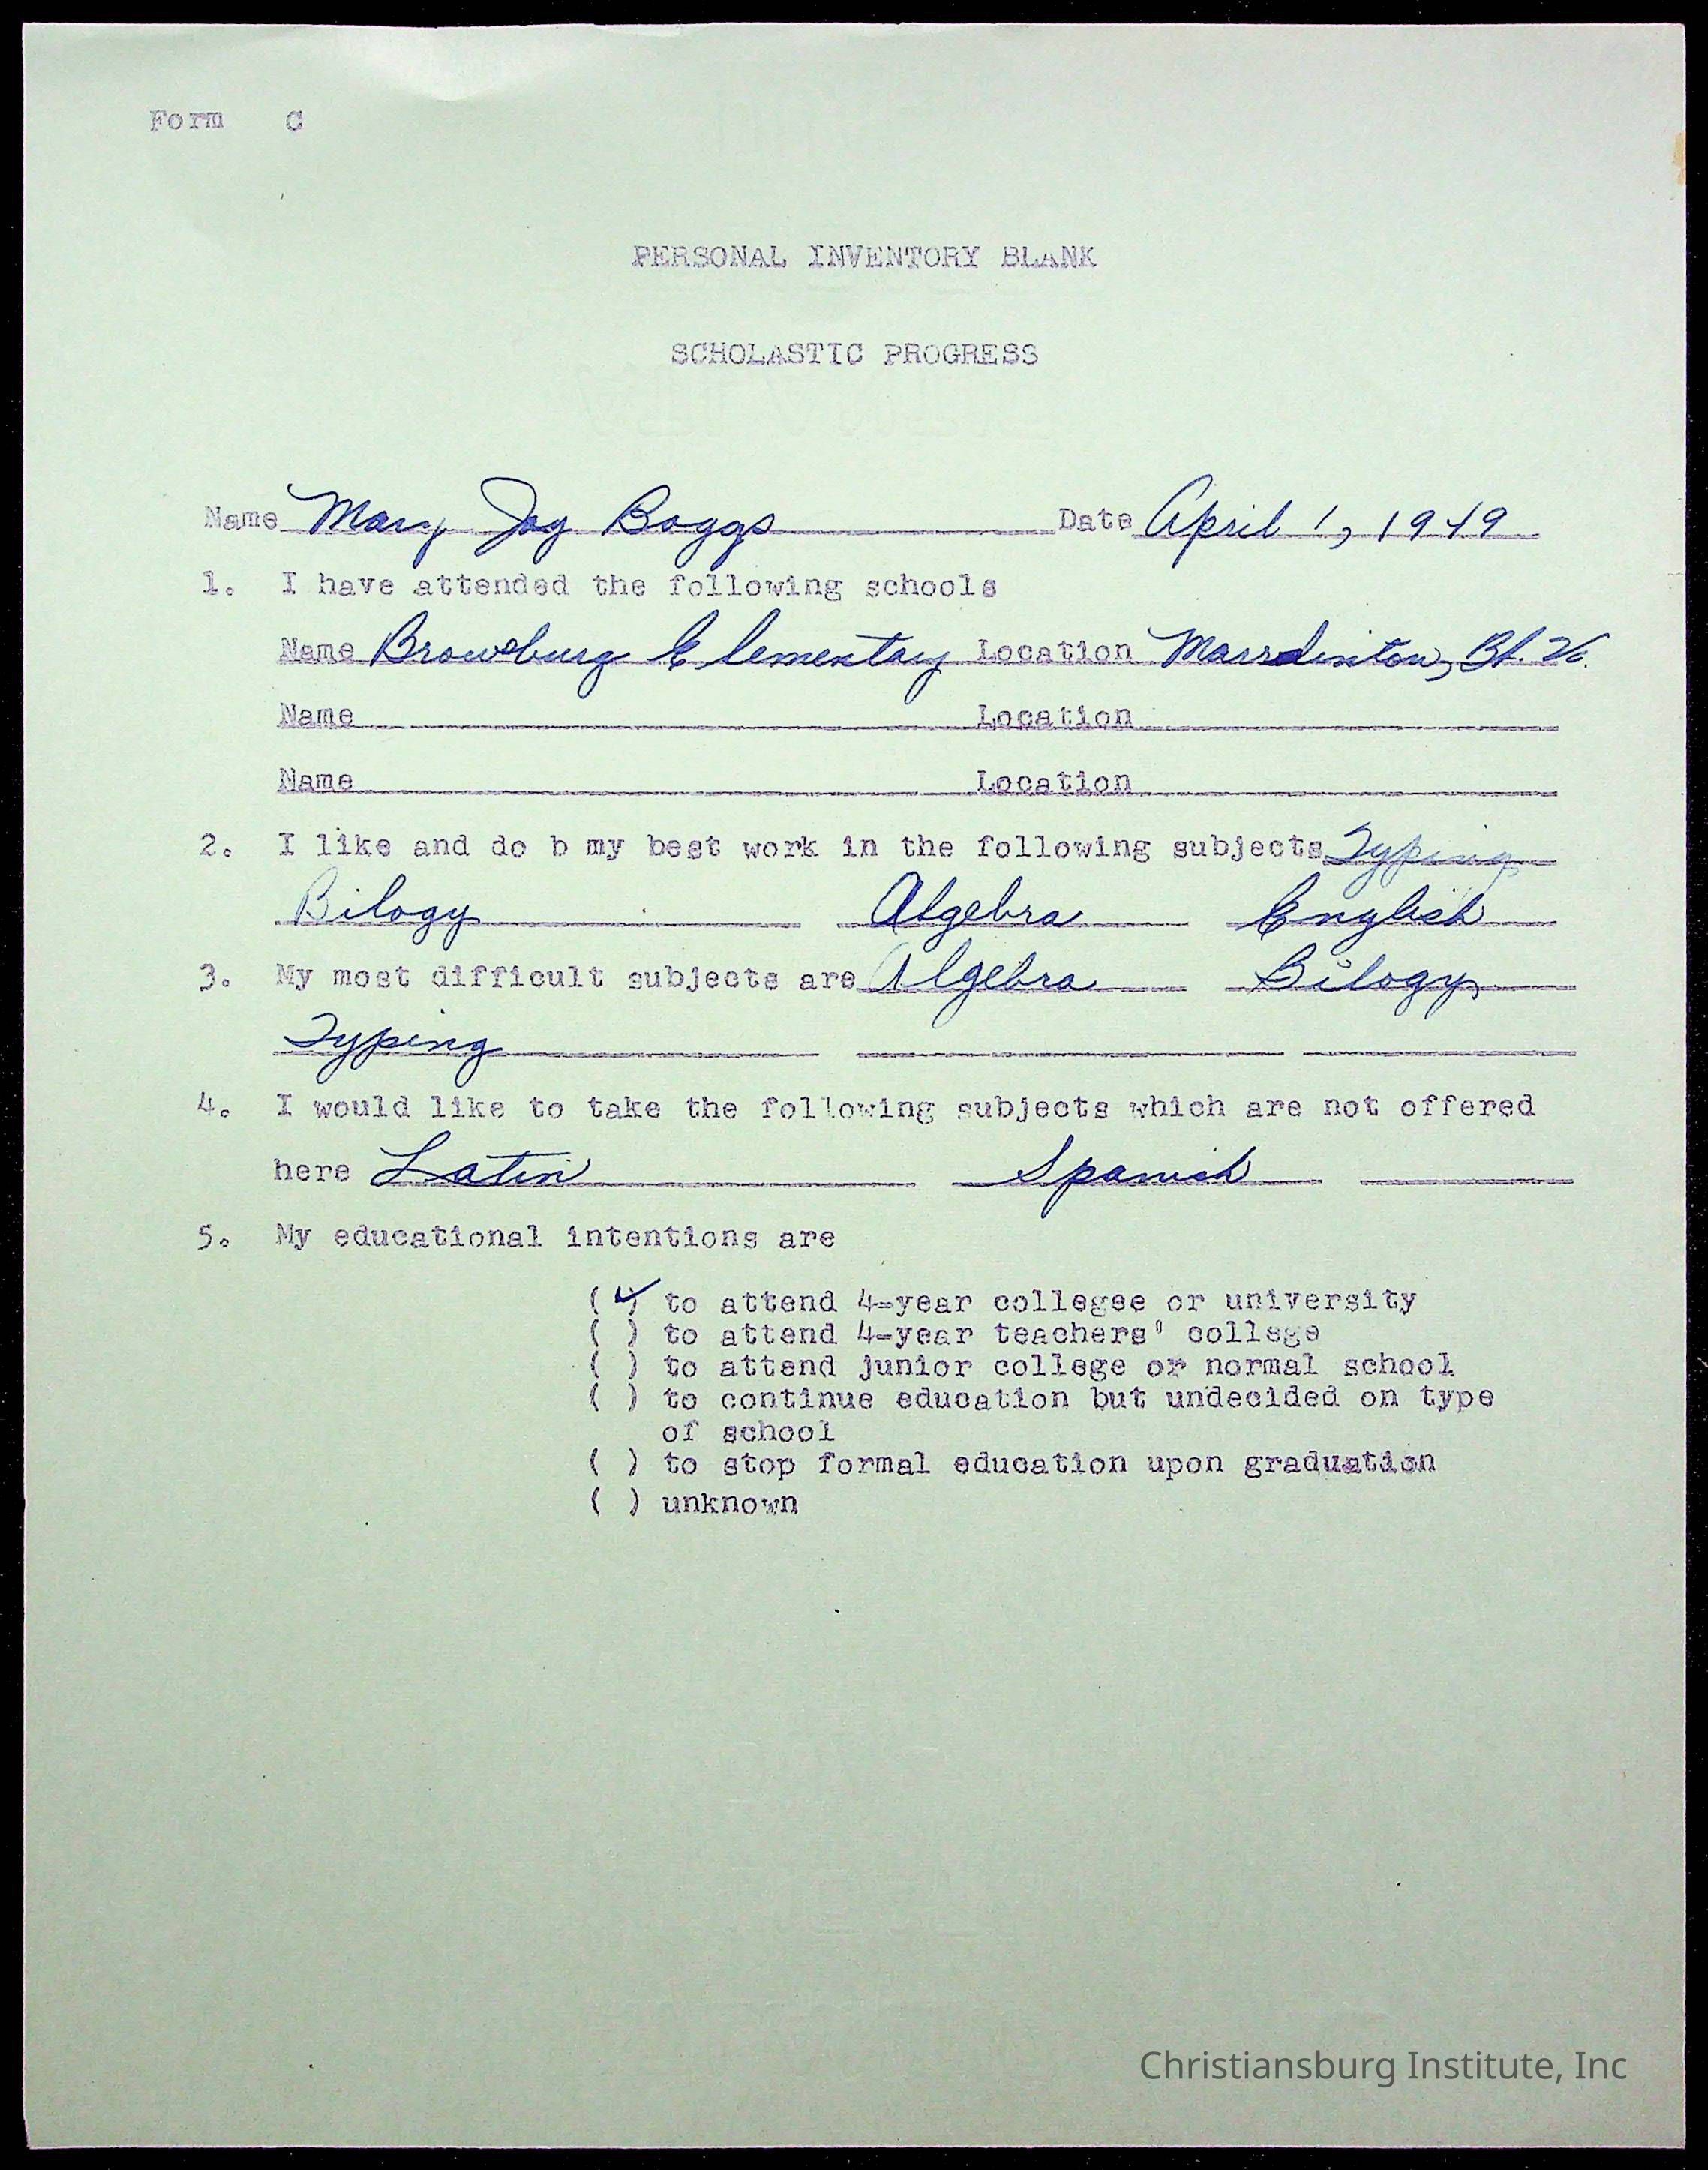 Form C
PERSONAL INVENTORY BLANK
SCHOLASTIC PROGRESS
Name Mary Joy Boggs Date April 1, 1949
1. I have attended the following schools
Name Elementary Location
Name Location
Name Location
2. I like and do b my best work in the following subjects Typing
Bilogy Algebra English
3. My most difficult subjects are Algebra Bilogy
Typing
4. I would like to take the following subjects which are not offered
here Latin Spanish
5. My educational intentions are
(✓) to attend 4-year collegee or university
( ) to attend 4-year teachers' college
( ) to attend junior college or normal school
( ) to continue education but undecided on type
of school
( ) to stop formal education upon graduation
( ) unknown
Christiansburg Institute, Inc